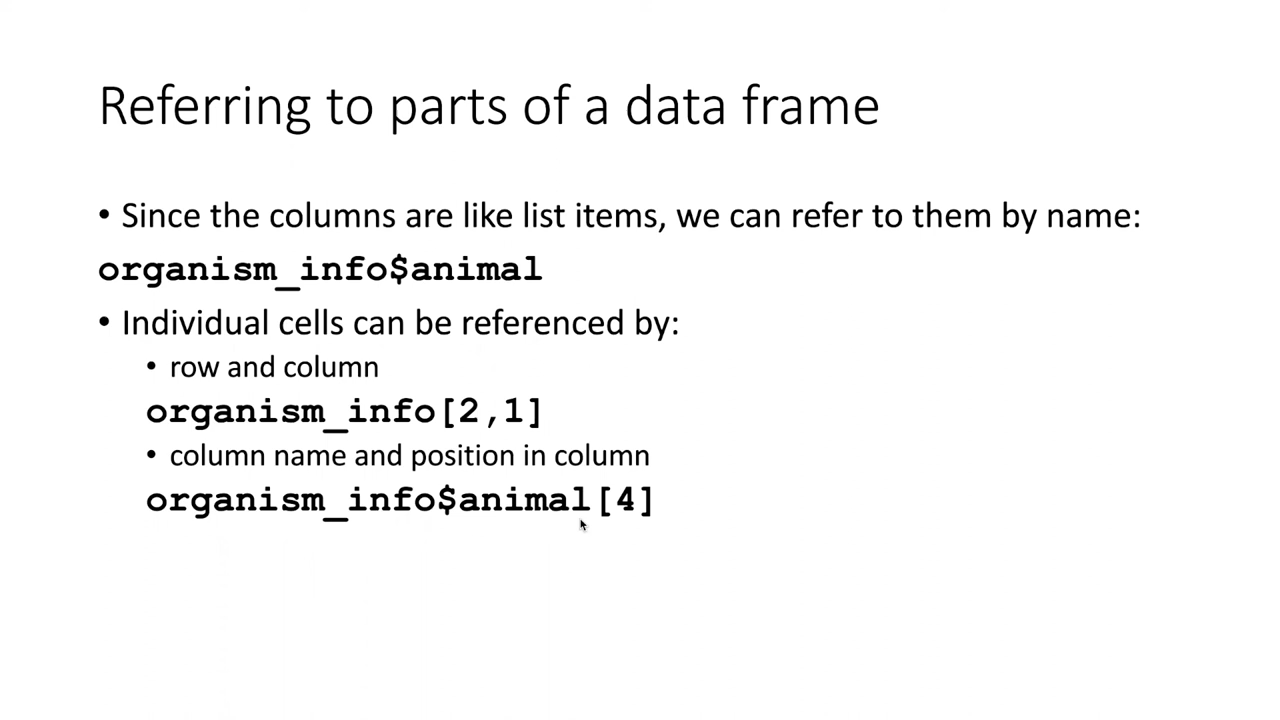 Referring to parts of a data frame
• Since the columns are like list items, we can refer to them by name:
organism_info$animal
• Individual cells can be referenced by:
• row and column
organism_info[2,1]
• column name and position in column
organism_info$animal[4]